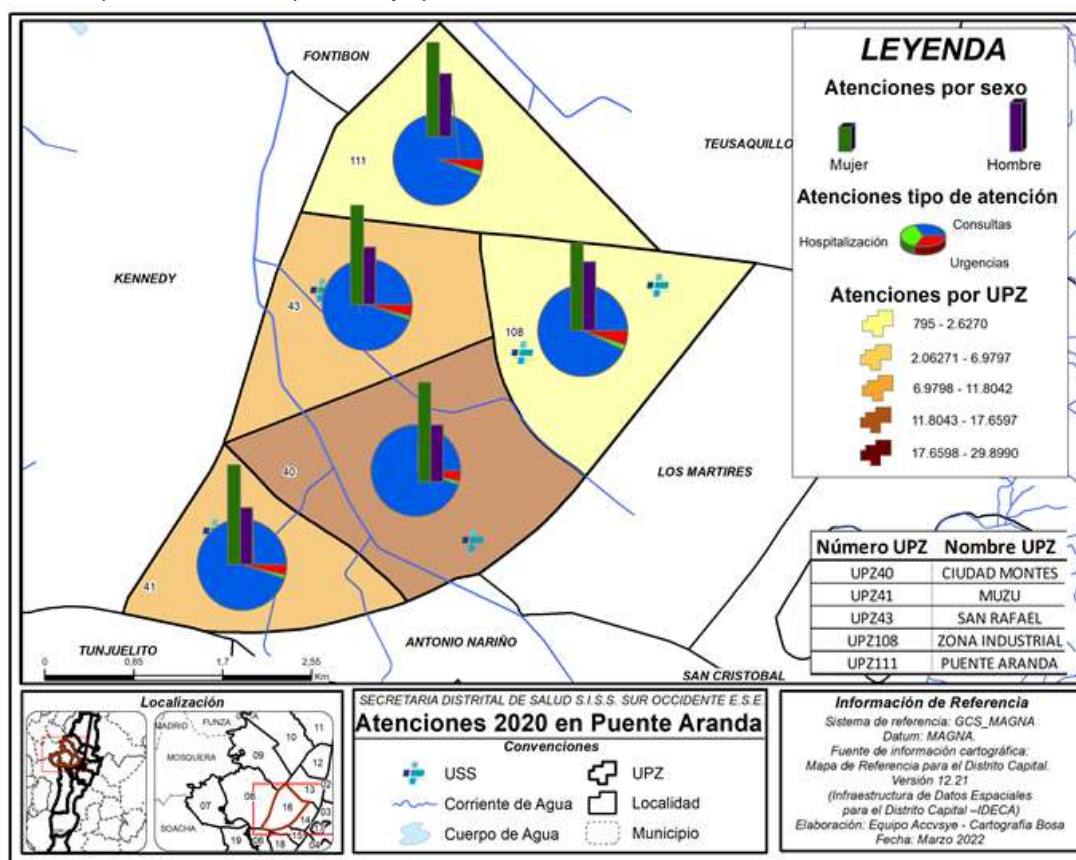 FONTIBON
TEUSAQUILLO
KENNEDY
LOS MARTIRES
TUNJUELITO
ANTONIO NARIÑO
SAN CRISTOBAL
111
43
108
40
41
0 0,85 1,7 2,55
Km
LEYENDA
Atenciones por sexo
Mujer Hombre
Atenciones tipo de atención
Consultas
Hospitalización
Urgencias
Atenciones por UPZ
795 - 2.6270
2.06271 - 6.9797
6.9798 - 11.8042
11.8043 - 17.6597
17.6598 - 29.8990
Número UPZ Nombre UPZ
UPZ40 CIUDAD MONTES
UPZ41 MUZU
UPZ43 SAN RAFAEL
UPZ108 ZONA INDUSTRIAL
UPZ111 PUENTE ARANDA
Localización
MADRID FUNZA
MOSQUERA
SOACHA
11
10
09
12
13
02
08
07
16
03
14
15
19
06
18
04
SECRETARIA DISTRITAL DE SALUD S.I.S.S. SUR OCCIDENTE E.S.E
Atenciones 2020 en Puente Aranda
Convenciones
USS UPZ
Corriente de Agua Localidad
Cuerpo de Agua Municipio
Información de Referencia
Sistema de referencia: GCS_MAGNA
Datum: MAGNA.
Fuente de información cartográfica:
Mapa de Referencia para el Distrito Capital.
Versión 12.21
(Infraestructura de Datos Espaciales
para el Distrito Capital –IDECA)
Elaboración: Equipo Accvsye - Cartografía Bosa
Fecha: Marzo 2022